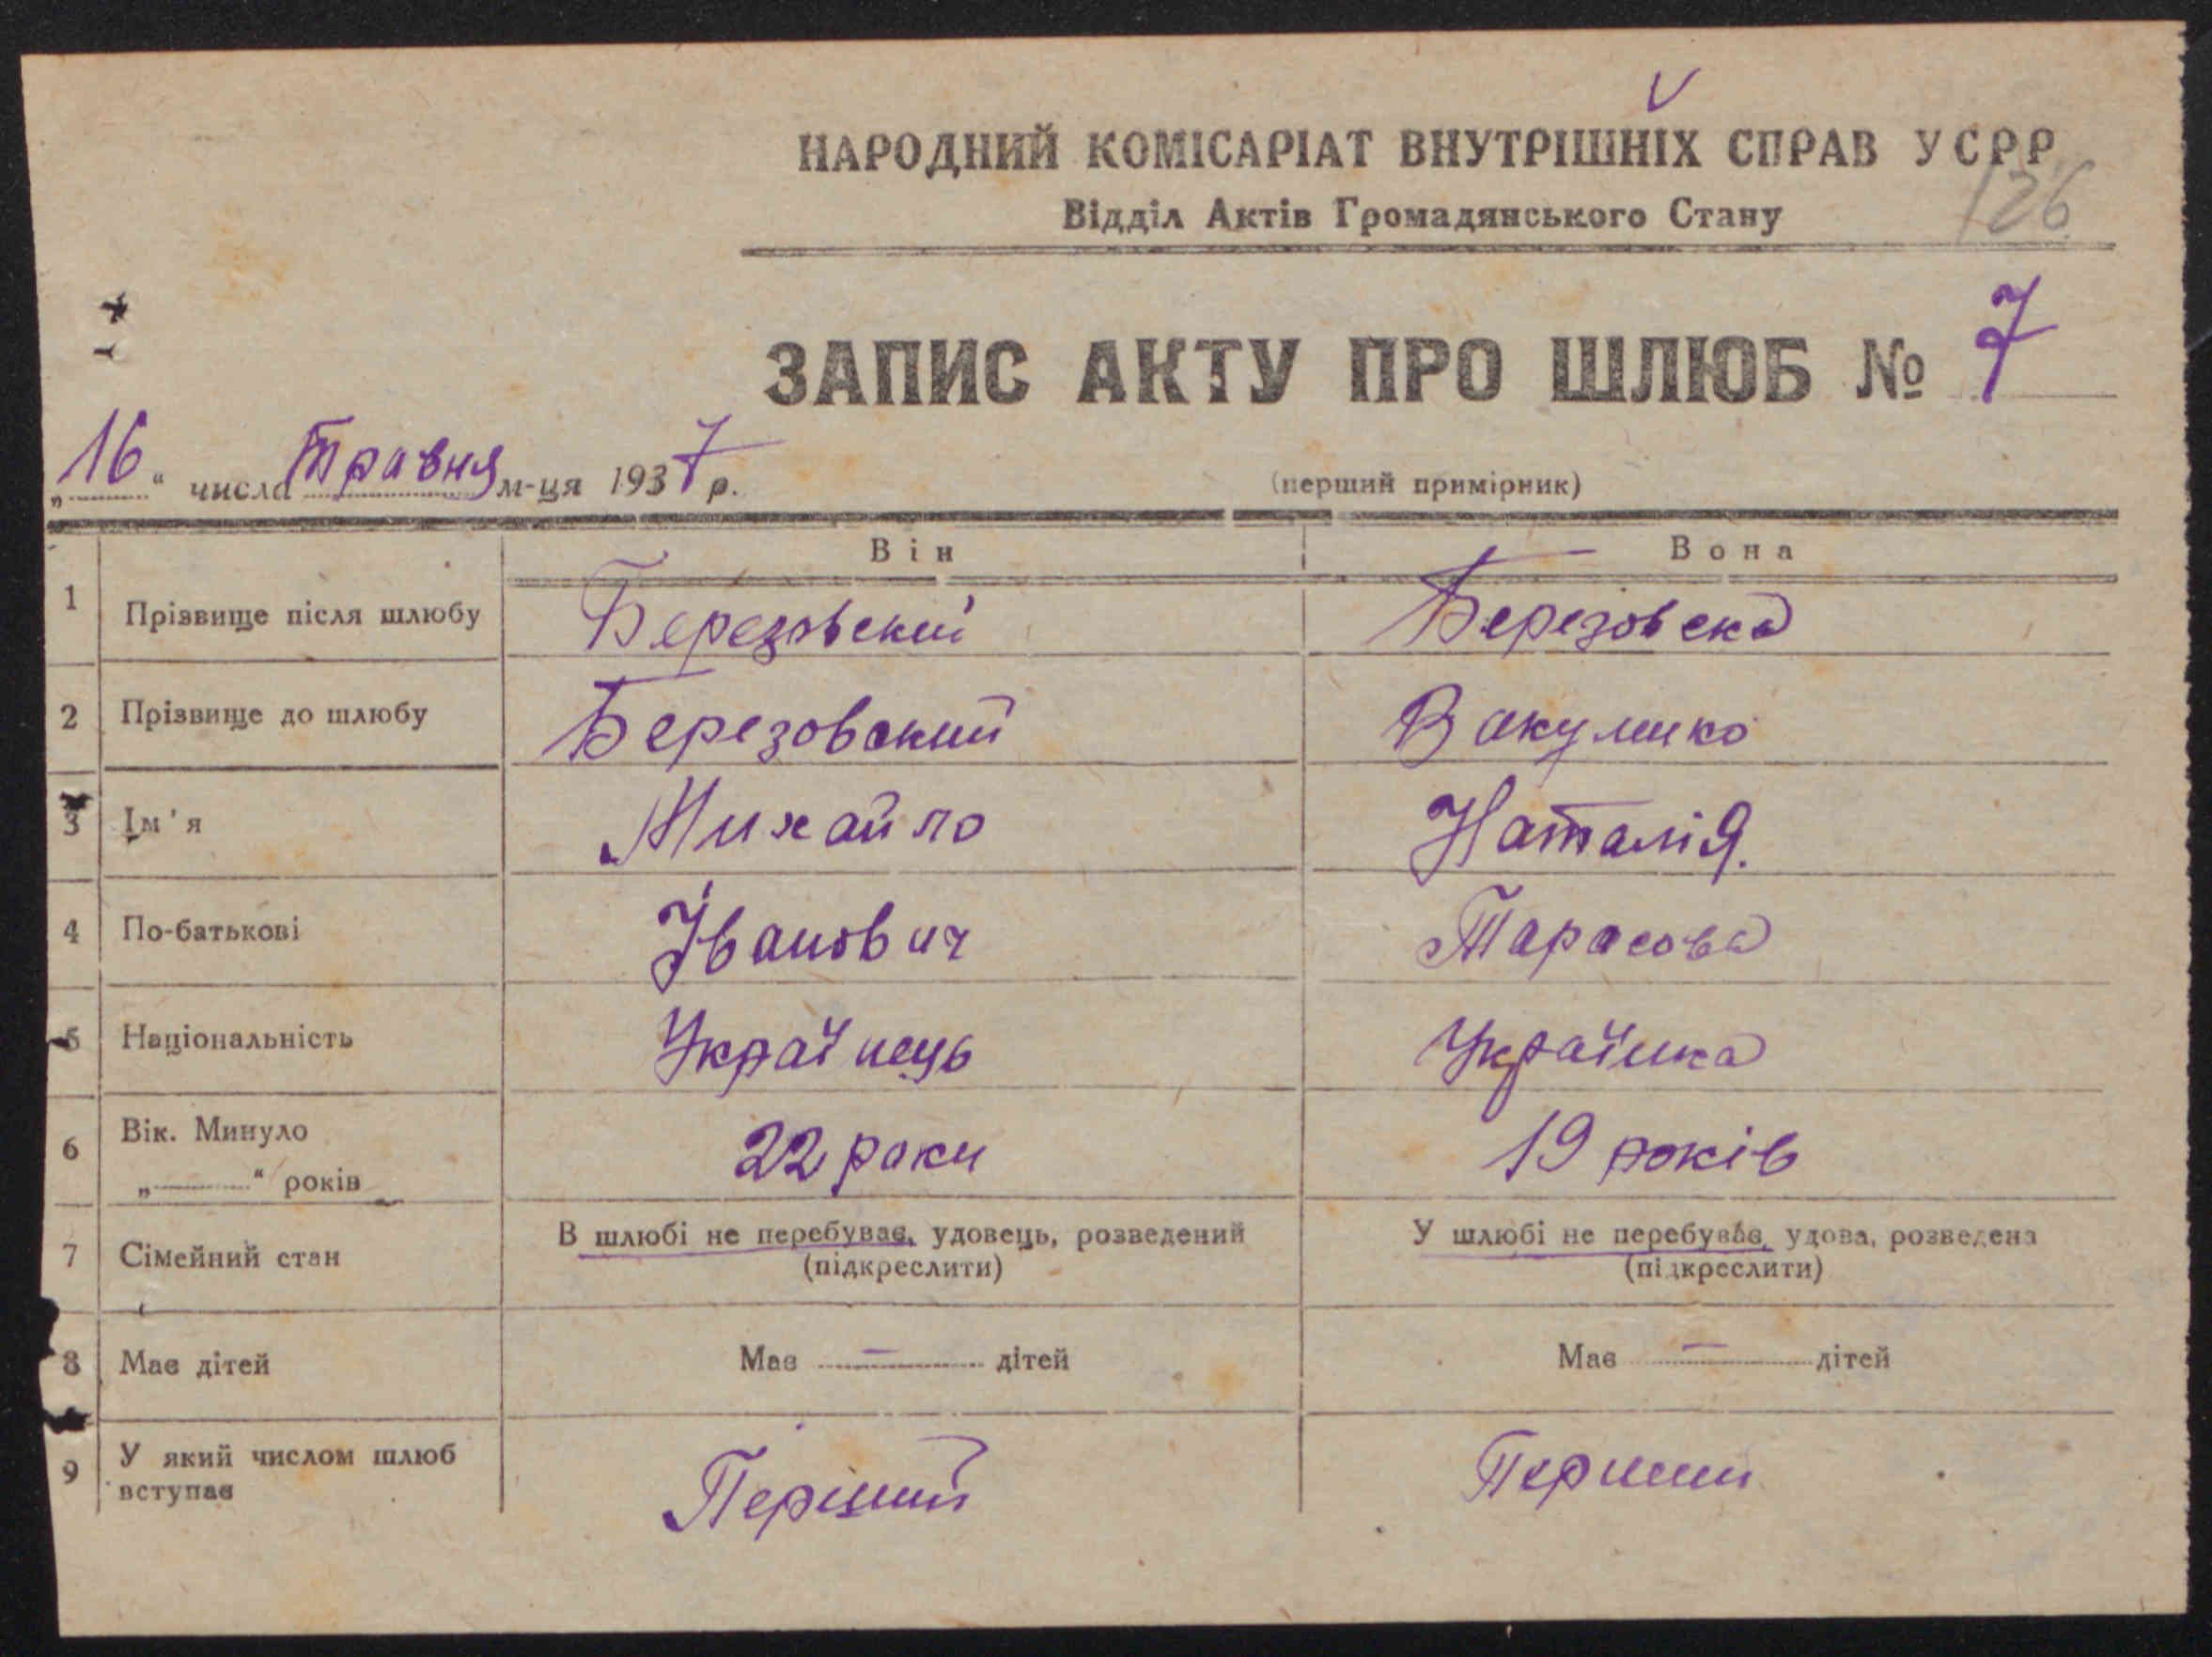 V
НАРОДНИЙ КОМІСАРІАТ ВНУТРІШНІХ СПРАВ УСРР
Відділ Актів Громадянського Стану
126
ЗАПИС АКТУ ПРО ШЛЮБ № 7
„16“ числа травня м-ця 1937 р.
(перший примірник)
Він Вона
1 Прізвище після шлюбу Березовский Березовска
2 Прізвище до шлюбу Березовский Вакумико
3 Ім'я Михайло Наталія.
4 По-батькові Іванович Тарасова
5 Національність Українець Українка
6 Вік. Минуло „ “ років 22 роки 19 років
7 Сімейний стан В шлюбі не перебуває, удовець, розведений У шлюбі не перебуває, удова, розведена
(підкреслити) (підкреслити)
8 Має дітей Має — дітей Має — дітей
9 У який числом шлюб вступає Перший Перший